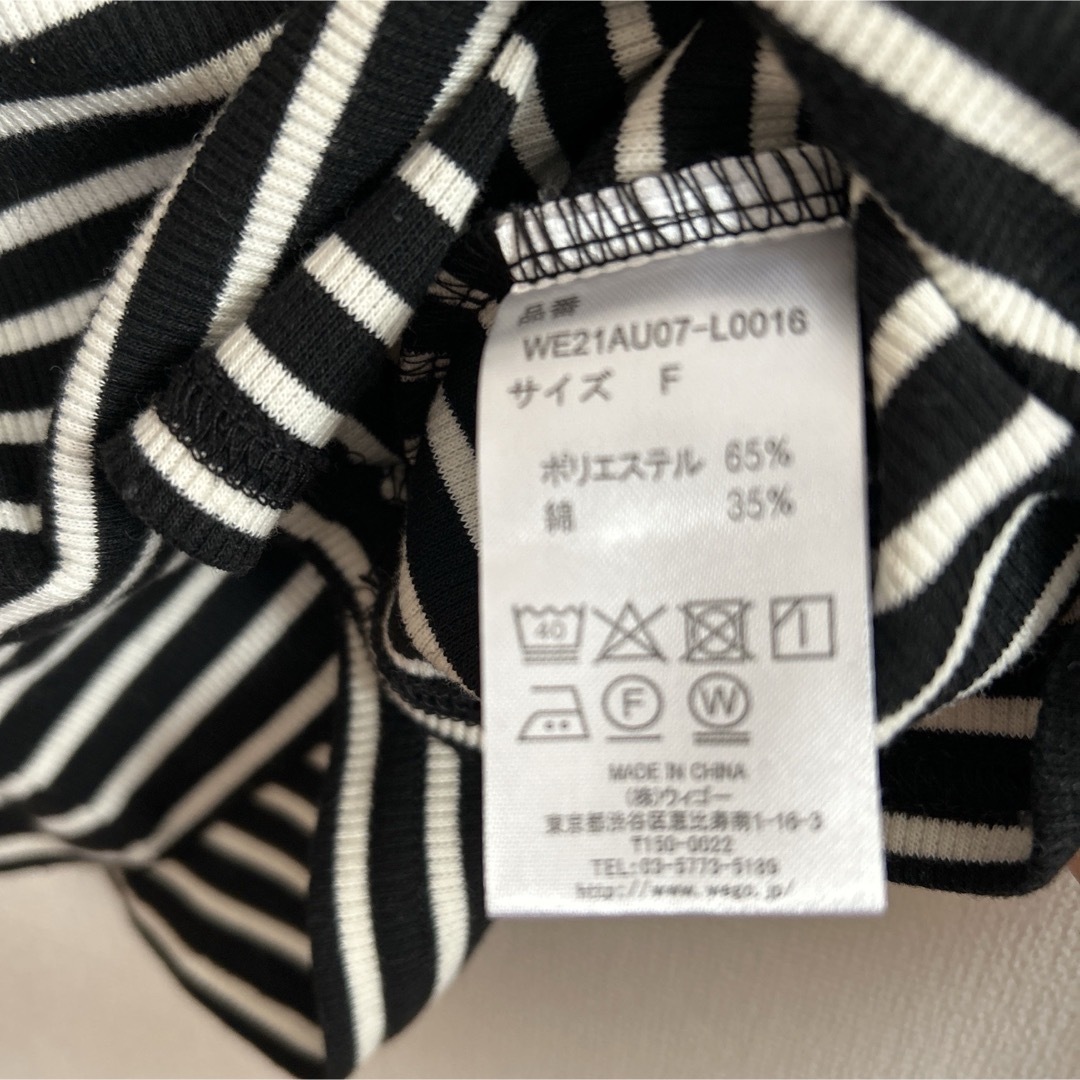 品番
WE21AU07-L0016
サイズ F
ポリエステル 65%
綿 35%
40
F W
MADE IN CHINA
(株)ウィゴー
東京都渋谷区恵比寿南1-16-3
〒150-0022
TEL:03-5773-5189
http://www.wego.jp/